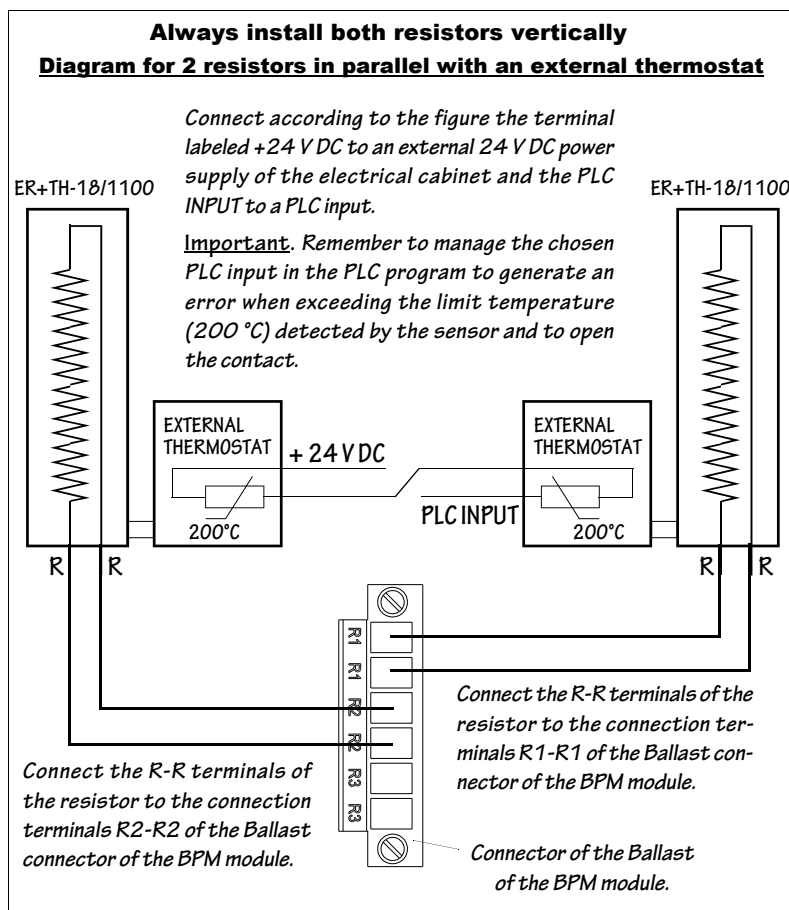 Always install both resistors vertically
Diagram for 2 resistors in parallel with an external thermostat
Connect according to the figure the terminal
labeled +24 V DC to an external 24 V DC power
supply of the electrical cabinet and the PLC
INPUT to a PLC input.
Important. Remember to manage the chosen
PLC input in the PLC program to generate an
error when exceeding the limit temperature
(200 °C) detected by the sensor and to open
the contact.
ER+TH-18/1100
ER+TH-18/1100
EXTERNAL
THERMOSTAT
200°C
+ 24 V DC
PLC INPUT
EXTERNAL
THERMOSTAT
200°C
R R
R R
R1
R1
R2
R2
R3
R3
Connect the R-R terminals of the
resistor to the connection ter-
minals R1-R1 of the Ballast con-
nector of the BPM module.
Connect the R-R terminals of
the resistor to the connection
terminals R2-R2 of the Ballast
connector of the BPM module.
Connector of the Ballast
of the BPM module.